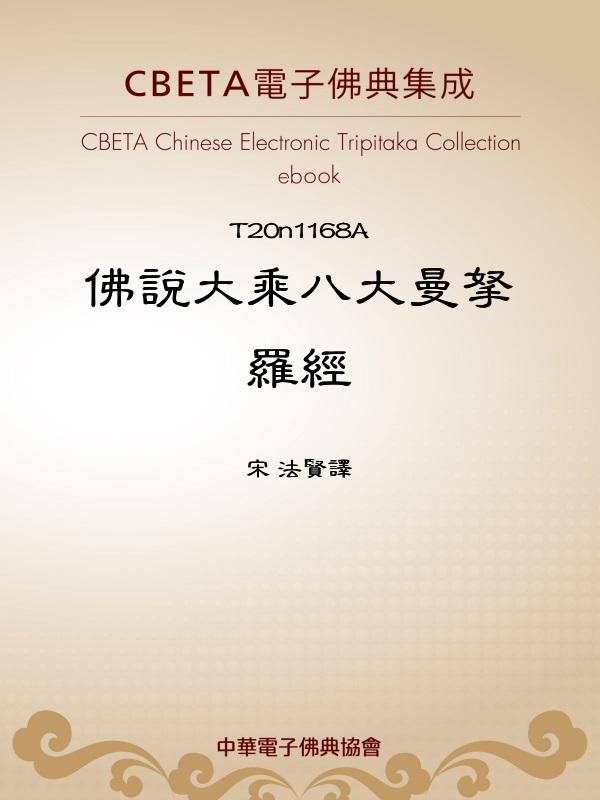 CBETA電子佛典集成
CBETA Chinese Electronic Tripitaka Collection
ebook
T20n1168A
佛說大乘八大曼拏
羅經
宋 法賢譯
中華電子佛典協會